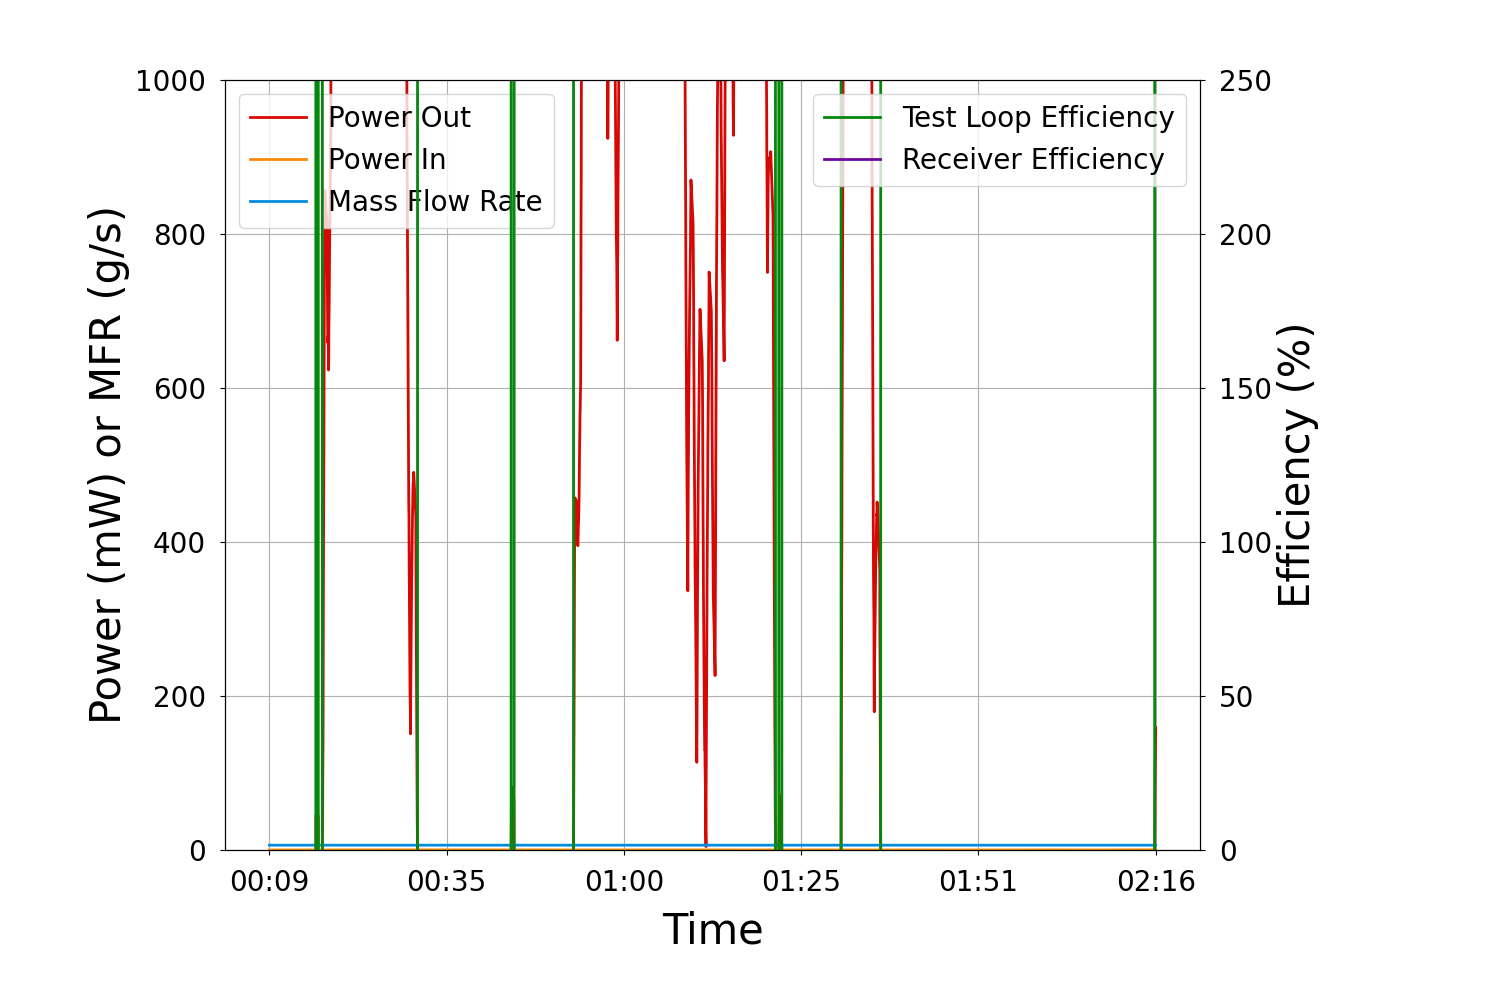 1000
800
600
400
200
0
Power (mW) or MFR (g/s)
Power Out
Power In
Mass Flow Rate
Test Loop Efficiency
Receiver Efficiency
250
200
150
100
50
0
Efficiency (%)
00:09 00:35 01:00 01:25 01:51 02:16
Time